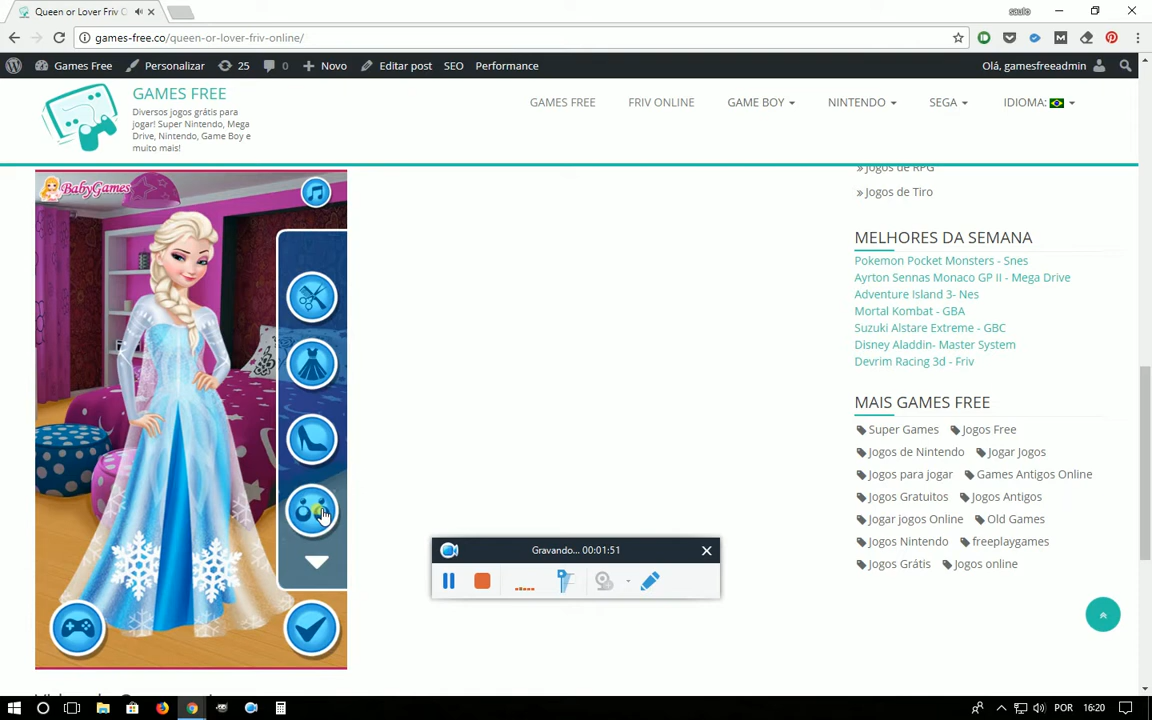 Queen or Lover Friv O
saulo
games-free.co/queen-or-lover-friv-online/
Games Free
Personalizar
25
0
Novo
Editar post
SEO
Performance
Olá, gamesfreeadmin
GAMES FREE
Diversos jogos grátis para
jogar! Super Nintendo, Mega
Drive, Nintendo, Game Boy e
muito mais!
GAMES FREE
FRIV ONLINE
GAME BOY
NINTENDO
SEGA
IDIOMA:
BabyGames
» Jogos de RPG
» Jogos de Tiro
MELHORES DA SEMANA
Pokemon Pocket Monsters - Snes
Ayrton Sennas Monaco GP II - Mega Drive
Adventure Island 3- Nes
Mortal Kombat - GBA
Suzuki Alstare Extreme - GBC
Disney Aladdin- Master System
Devrim Racing 3d - Friv
MAIS GAMES FREE
Super Games Jogos Free
Jogos de Nintendo Jogar Jogos
Jogos para jogar Games Antigos Online
Jogos Gratuitos Jogos Antigos
Jogar jogos Online Old Games
Jogos Nintendo freeplaygames
Jogos Grátis Jogos online
Gravando... 00:01:51
POR
16:20